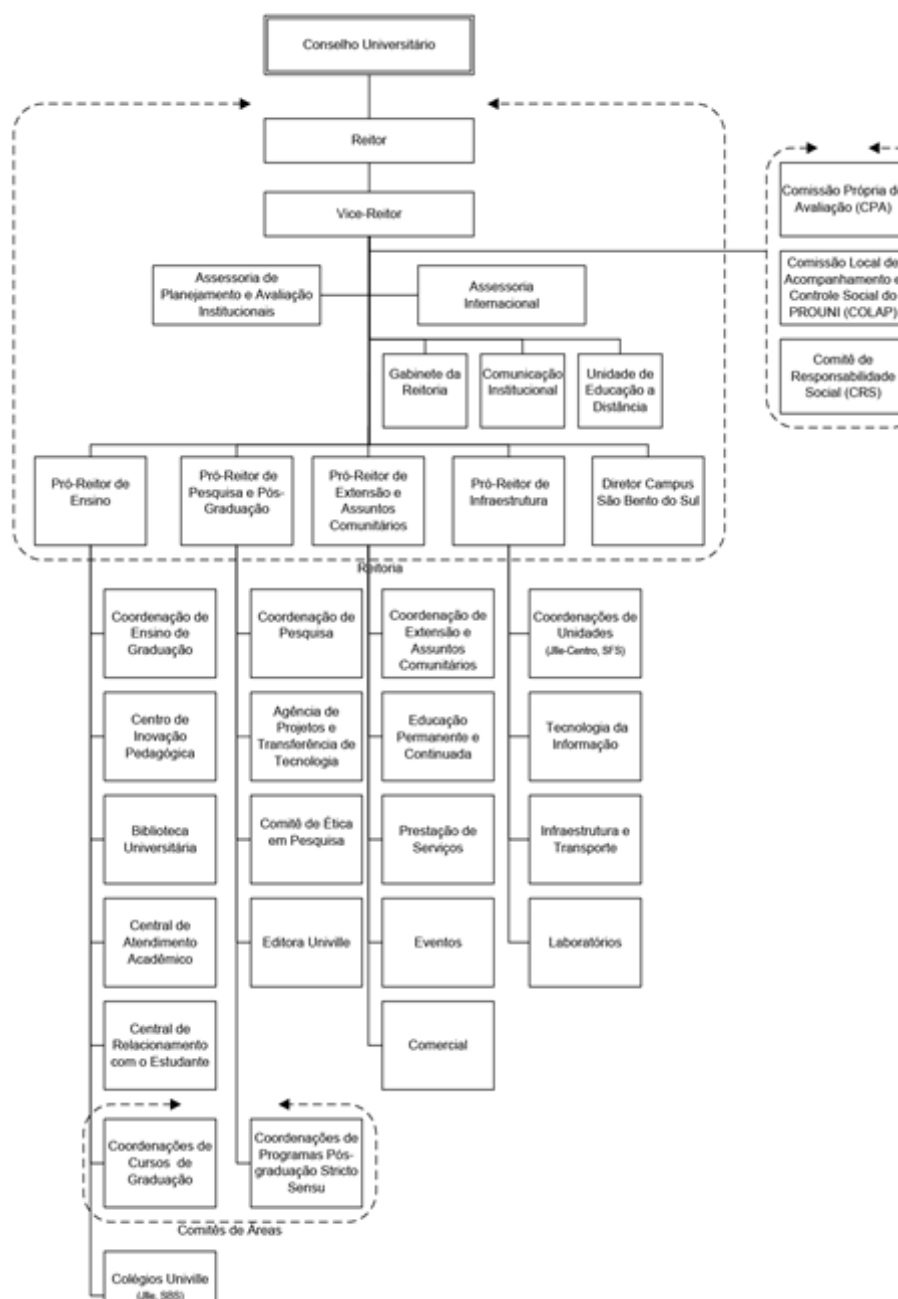 Conselho Universitário
Reitor
Vice-Reitor
Comissão Própria de
Avaliação (CPA)
Comissão Local de
Acompanhamento e
Controle Social do
PROUNI (COLAP)
Comitê de
Responsabilidade
Social (CRS)
Assessoria de
Planejamento e Avaliação
Institucionais
Assessoria
Internacional
Gabinete da
Reitoria
Comunicação
Institucional
Unidade de
Educação a
Distância
Pró-Reitor de
Ensino
Pró-Reitor de
Pesquisa e Pós-
Graduação
Pró-Reitor de
Extensão e
Assuntos
Comunitários
Pró-Reitor de
Infraestrutura
Diretor Campus
São Bento do Sul
Reitoria
Coordenação de
Ensino de
Graduação
Coordenação de
Pesquisa
Coordenação de
Extensão e
Assuntos
Comunitários
Coordenações de
Unidades
(Jlle-Centro, SFS)
Centro de
Inovação
Pedagógica
Agência de
Projetos e
Transferência de
Tecnologia
Educação
Permanente e
Continuada
Tecnologia da
Informação
Biblioteca
Universitária
Comitê de Ética
em Pesquisa
Prestação de
Serviços
Infraestrutura e
Transporte
Central de
Atendimento
Acadêmico
Editora Univille
Eventos
Laboratórios
Central de
Relacionamento
com o Estudante
Comercial
Coordenações de
Cursos de
Graduação
Coordenações de
Programas Pós-
graduação Stricto
Sensu
Comitês de Áreas
Colégios Univille
(Jlle, SBS)